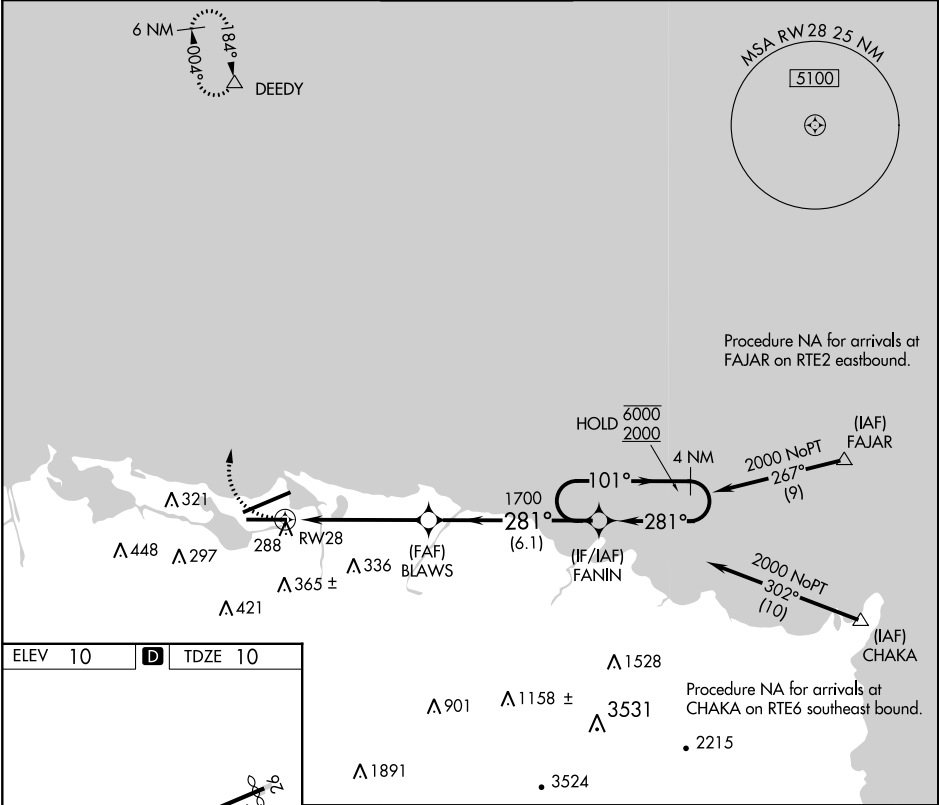 6 NM
184°
004°
DEEDY
MSA RW28 25 NM
5100
Procedure NA for arrivals at
FAJAR on RTE2 eastbound.
HOLD 6000
2000
4 NM
(IAF)
FAJAR
2000 NoPT
267°
(9)
101°
281°
1700
281°
(6.1)
(IF/IAF)
FANIN
(FAF)
BLAWS
RW28
288
321
448
297
336
365 ±
421
2000 NoPT
302°
(10)
(IAF)
CHAKA
Procedure NA for arrivals at
CHAKA on RTE6 southeast bound.
1528
901
1158 ±
3531
2215
1891
3524
ELEV 10 D TDZE 10
26